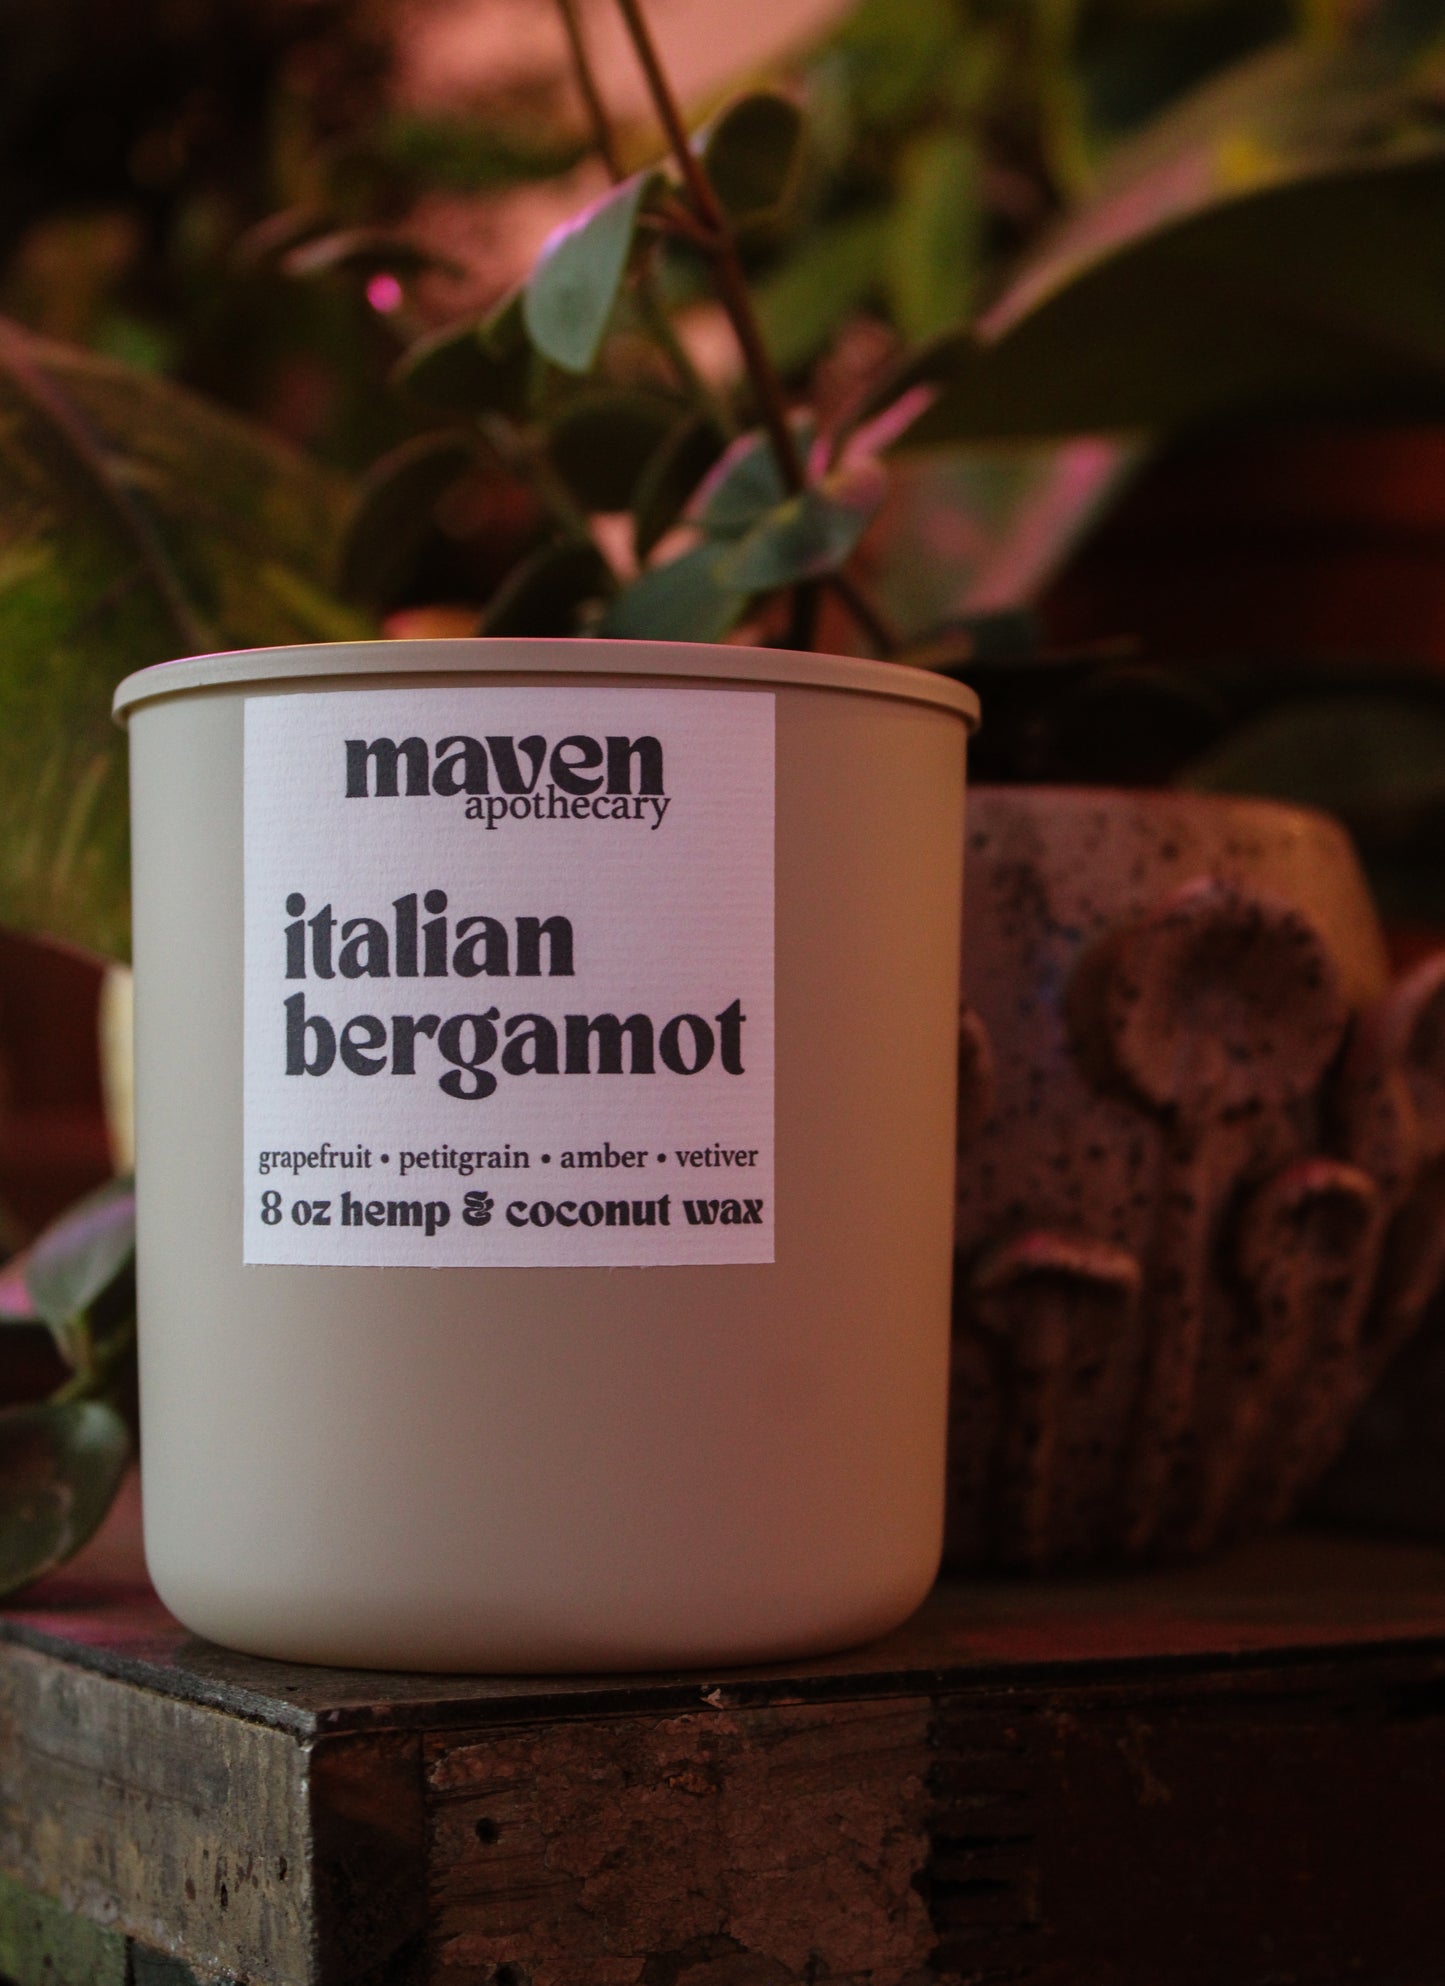 maven
apothecary
italian
bergamot
grapefruit • petitgrain • amber • vetiver
8 oz hemp & coconut wax